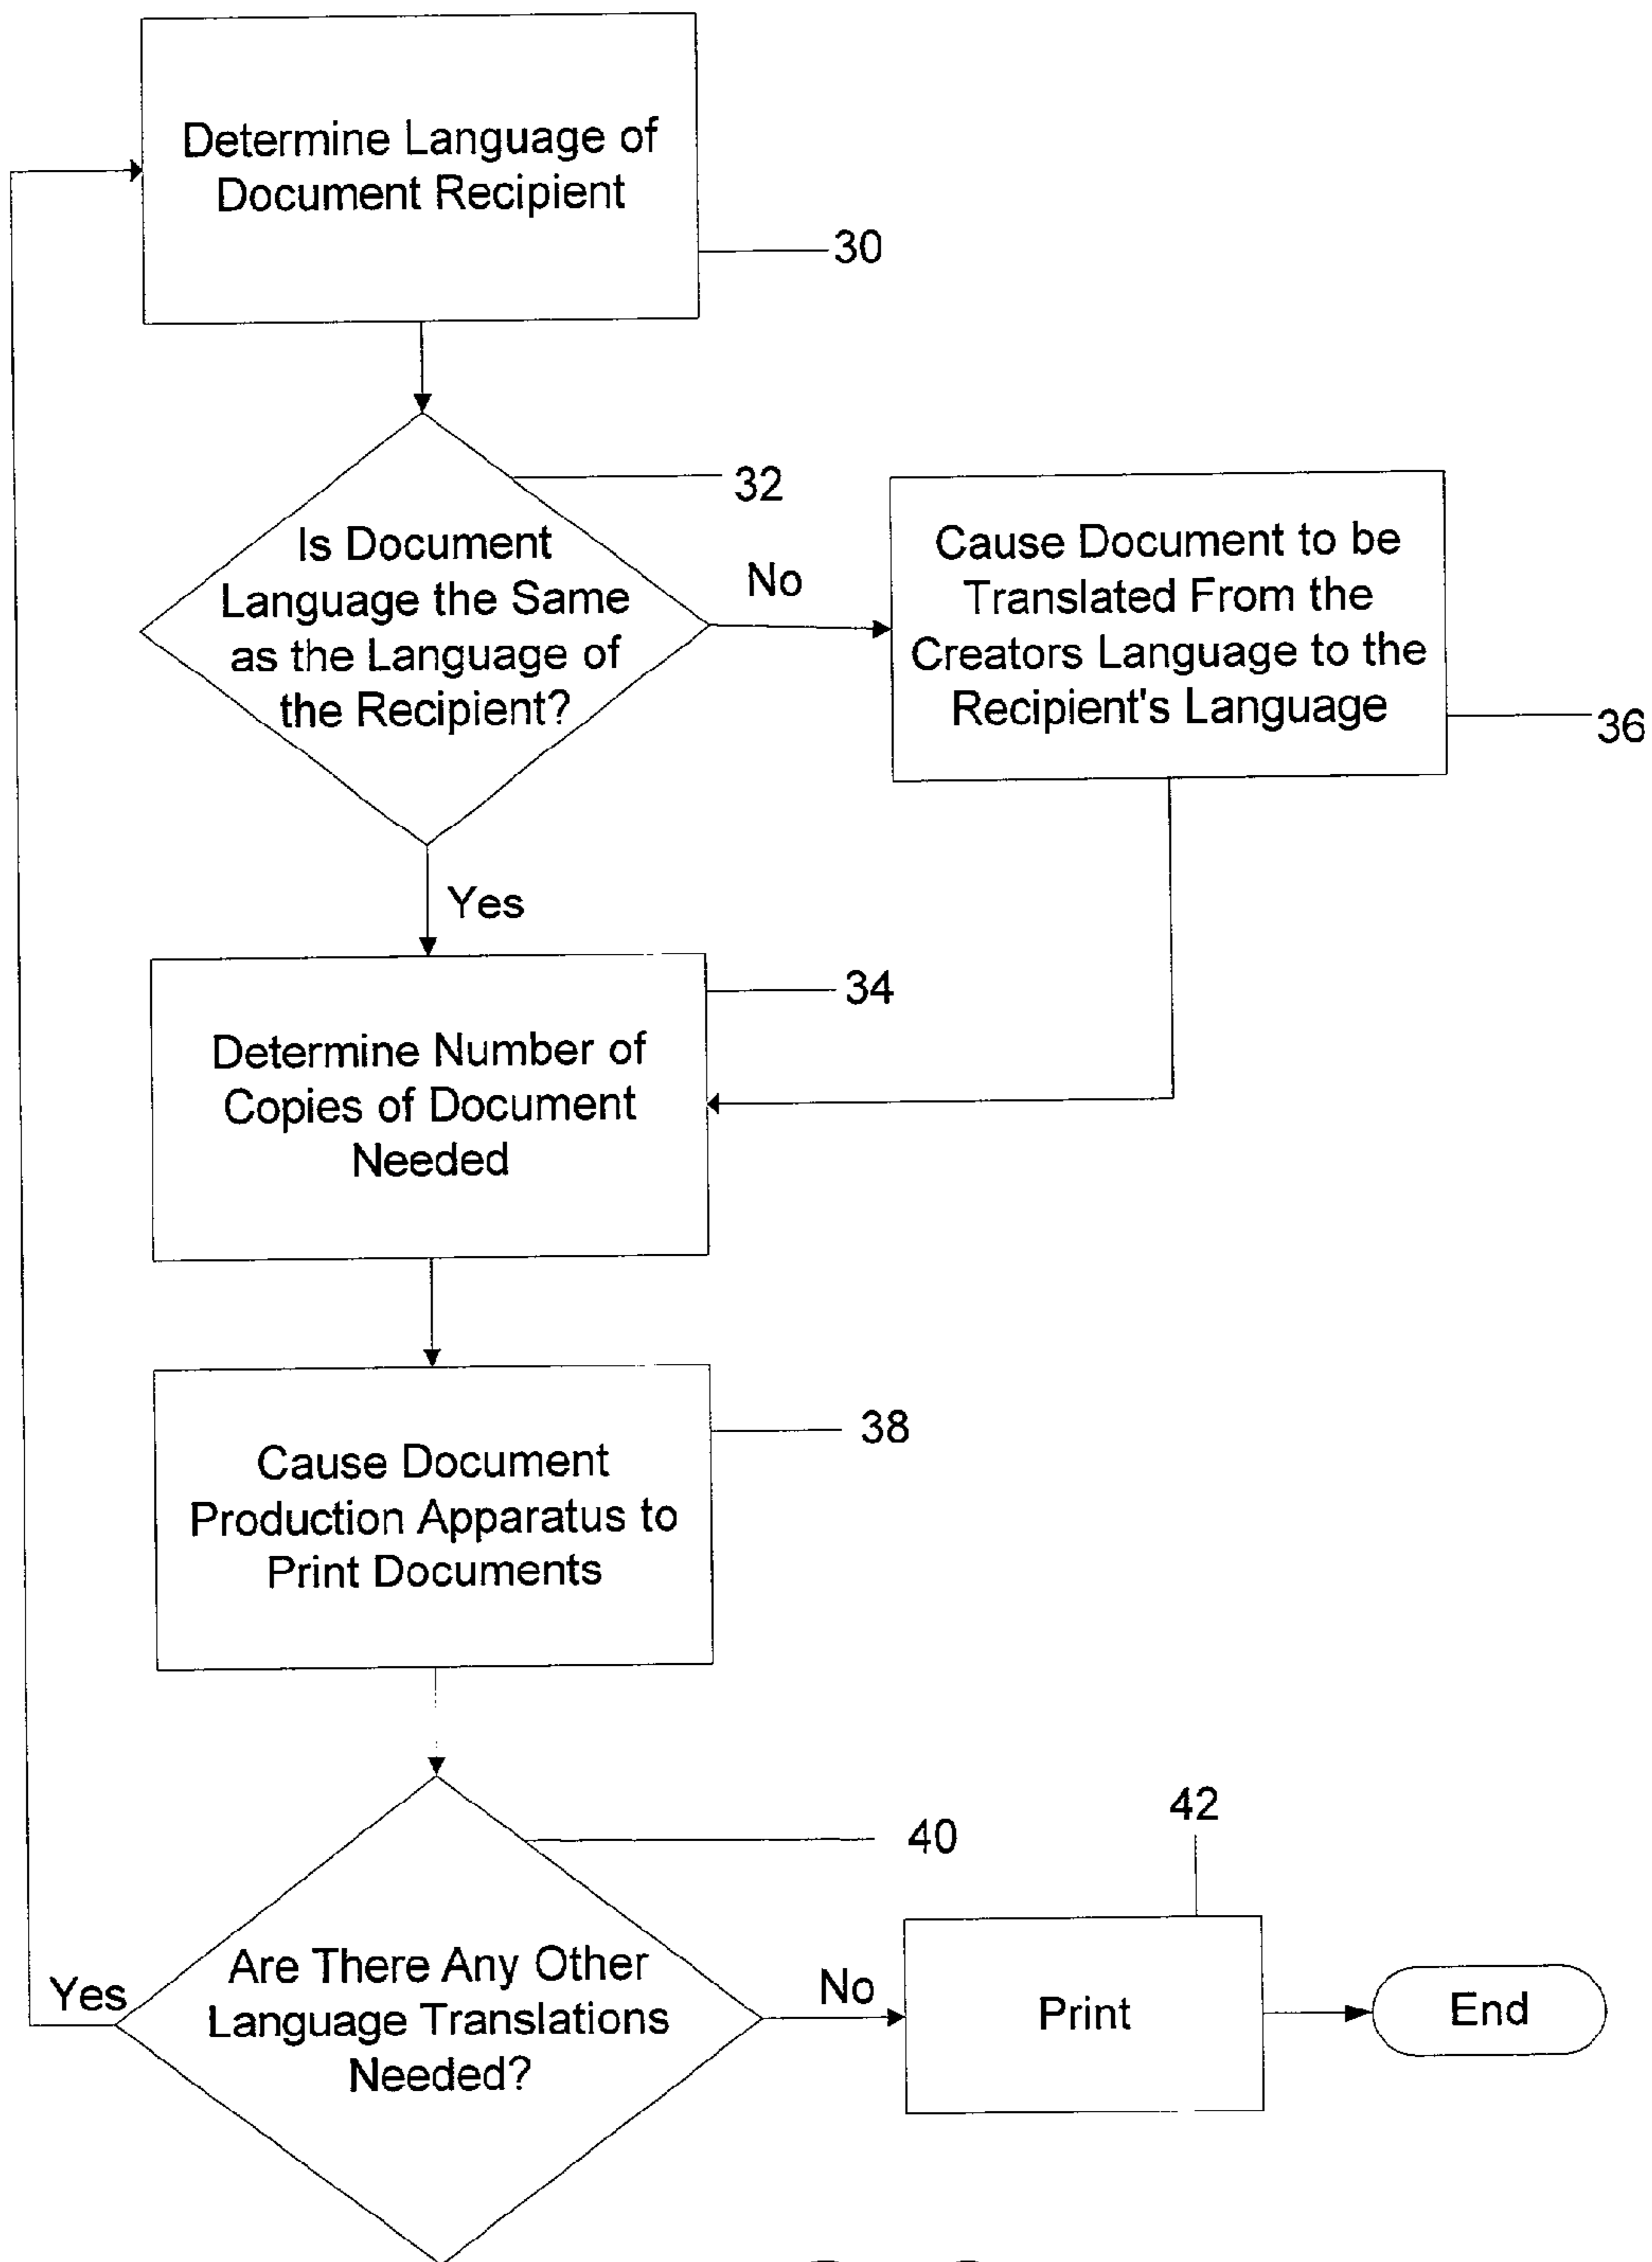 Determine Language of
Document Recipient
30
32
Is Document
Language the Same
as the Language of
the Recipient?
No
Cause Document to be
Translated From the
Creators Language to the
Recipient's Language
36
Yes
34
Determine Number of
Copies of Document
Needed
38
Cause Document
Production Apparatus to
Print Documents
40
42
Are There Any Other
Language Translations
Needed?
Yes
No
Print
End